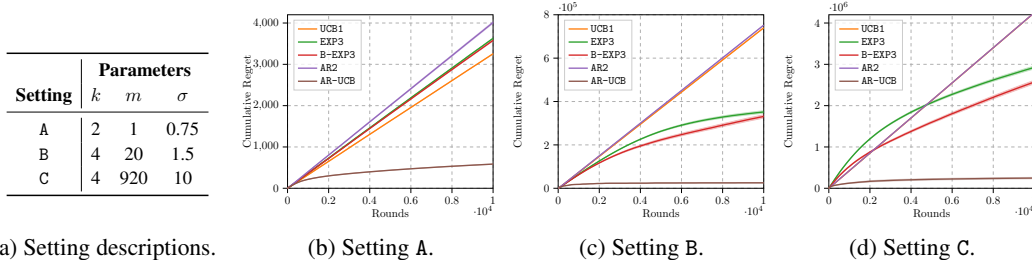 Parameters
Setting k m σ
A 2 1 0.75
B 4 20 1.5
C 4 920 10
a) Setting descriptions.
4,000
3,000
2,000
1,000
0
Cumulative Regret
UCB1
EXP3
B-EXP3
AR2
AR-UCB
0 0.2 0.4 0.6 0.8 1.0
Rounds ·10⁴
(b) Setting A.
·10⁵
8
6
4
2
0
Cumulative Regret
UCB1
EXP3
B-EXP3
AR2
AR-UCB
0 0.2 0.4 0.6 0.8 1.0
Rounds ·10⁴
(c) Setting B.
·10⁶
4
3
2
1
0
Cumulative Regret
UCB1
EXP3
B-EXP3
AR2
AR-UCB
0 0.2 0.4 0.6 0.8
Rounds ·10⁴
(d) Setting C.